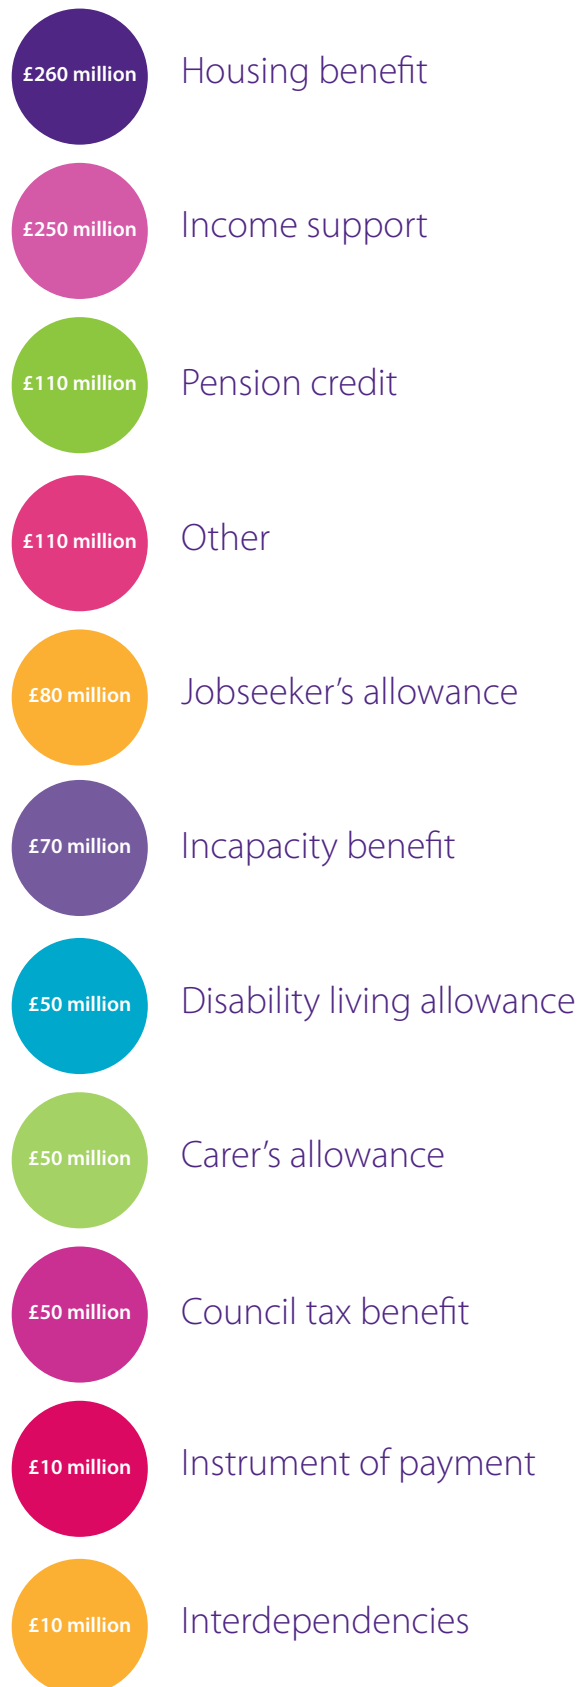 £260 million Housing benefit
£250 million Income support
£110 million Pension credit
£110 million Other
£80 million Jobseeker’s allowance
£70 million Incapacity benefit
£50 million Disability living allowance
£50 million Carer’s allowance
£50 million Council tax benefit
£10 million Instrument of payment
£10 million Interdependencies